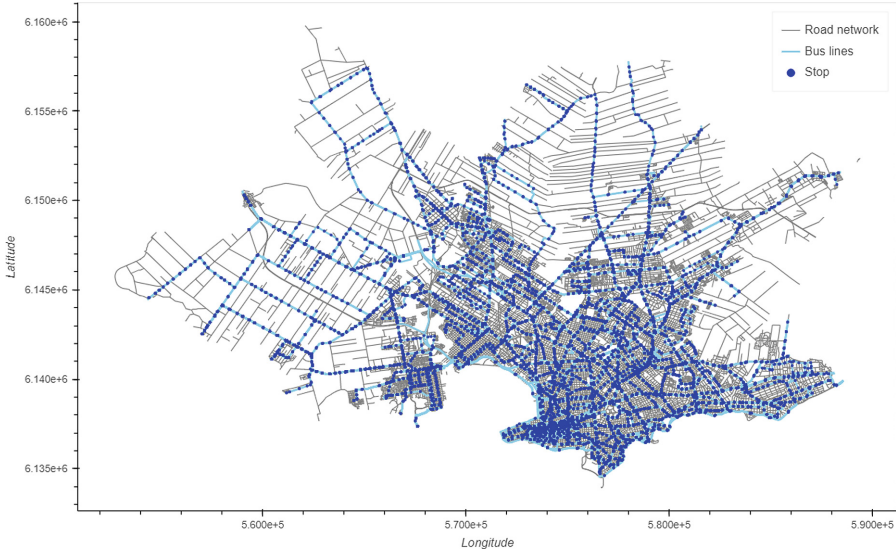 6.160e+6
6.155e+6
6.150e+6
6.145e+6
6.140e+6
6.135e+6
Latitude
5.600e+5
5.700e+5
5.800e+5
5.900e+5
Longitude
Road network
Bus lines
Stop